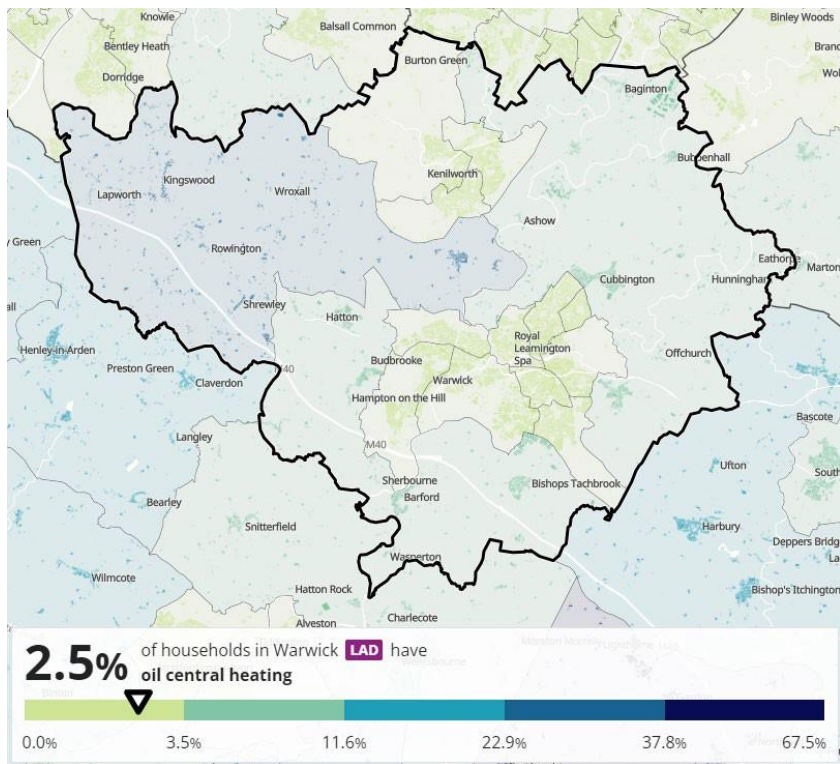 Knowle
Balsall Common
Binley Woods
Bentley Heath
Burton Green
Dorridge
Baginton
Bubbenhall
Kingswood
Kenilworth
Lapworth
Wroxall
Ashow
y Green
Rowington
Eathorpe
Marton
Cubbington
Hunningham
Shrewley
Hatton
Royal
Leamington
Spa
Henley-in-Arden
Budbrooke
Offchurch
Preston Green
M40
Warwick
Claverdon
Hampton on the Hill
Bascote
Langley
M40
Ufton
South
Sherbourne
Bishops Tachbrook
Barford
Bearley
Snitterfield
Harbury
Deppers Bridg
Wasperton
Wilmcote
Hatton Rock
Bishop's Itchington
Alveston
Charlecote
2.5% of households in Warwick LAD have
oil central heating
0.0% 3.5% 11.6% 22.9% 37.8% 67.5%